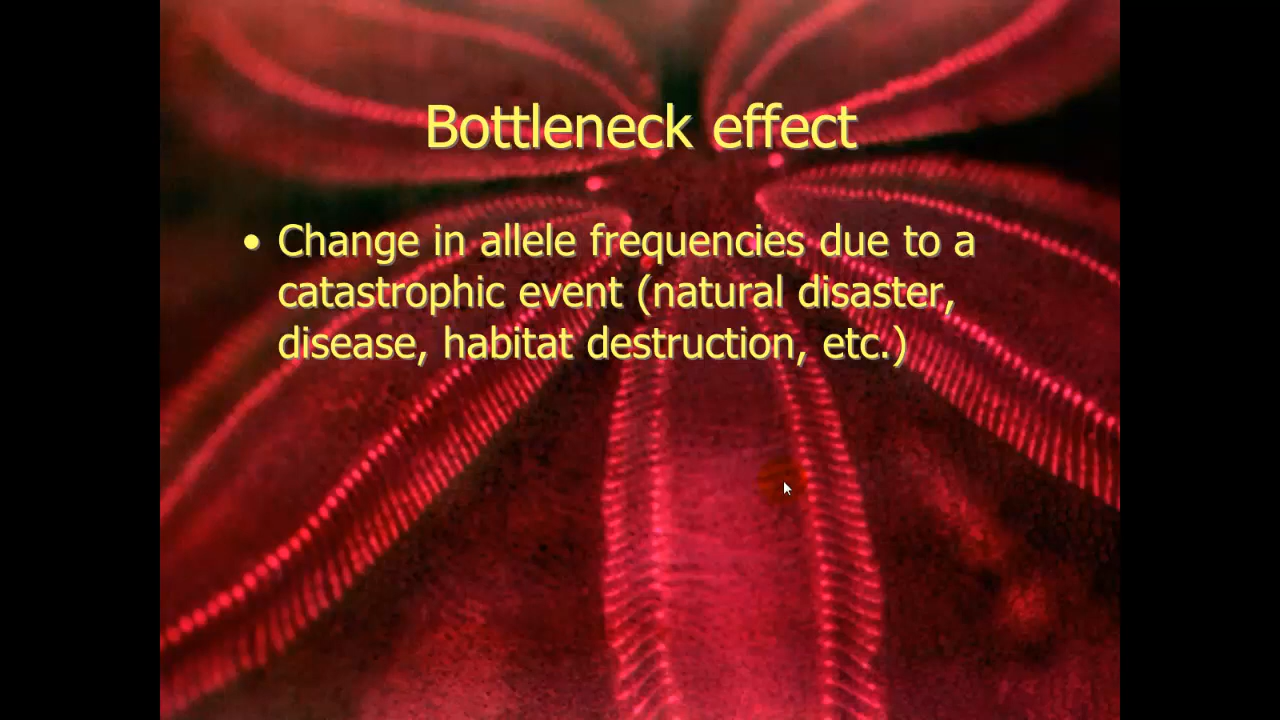 Bottleneck effect
• Change in allele frequencies due to a
catastrophic event (natural disaster,
disease, habitat destruction, etc.)